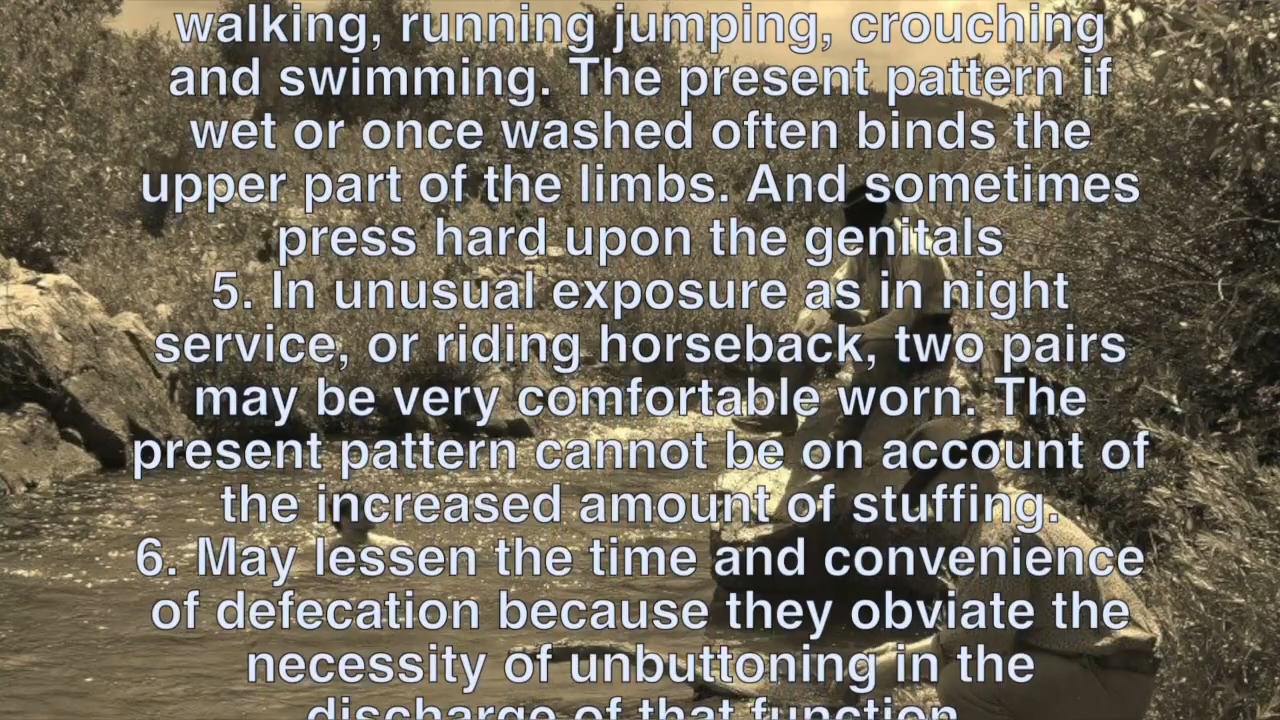 walking, running jumping, crouching
and swimming. The present pattern if
wet or once washed often binds the
upper part of the limbs. And sometimes
press hard upon the genitals
5. In unusual exposure as in night
service, or riding horseback, two pairs
may be very comfortable worn. The
present pattern cannot be on account of
the increased amount of stuffing.
6. May lessen the time and convenience
of defecation because they obviate the
necessity of unbuttoning in the
discharge of that function